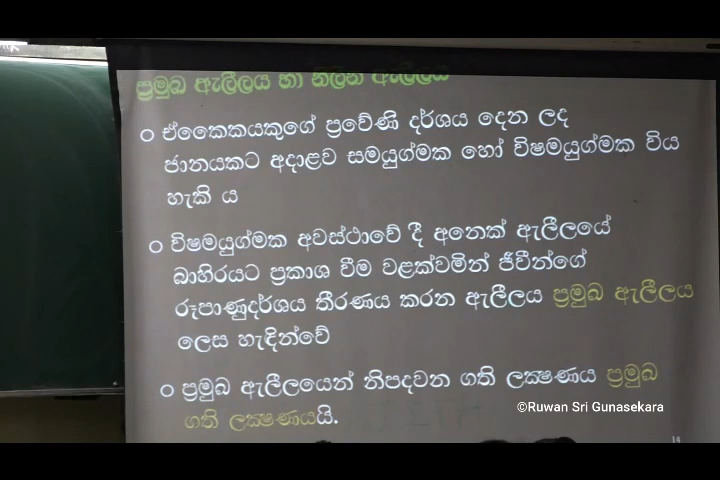 ප්‍රමුඛ ඇලීලය හා නිලීන ඇලීලය
ඒකෛකයකුගේ ප්‍රවේණි දර්ශය දෙන ලද
ජානයකට අදාළව සමයුග්මක හෝ විෂමයුග්මක විය
හැකි ය
විෂමයුග්මක අවස්ථාවේ දී අනෙක් ඇලීලයේ
බාහිරයට ප්‍රකාශ වීම වළක්වමින් ජීවීන්ගේ
රූපාණුදර්ශය තීරණය කරන ඇලීලය ප්‍රමුඛ ඇලීලය
ලෙස හැඳින්වේ
ප්‍රමුඛ ඇලීලයෙන් නිපදවන ගති ලක්‍ෂණය ප්‍රමුඛ
ගති ලක්‍ෂණයයි.
©Ruwan Sri Gunasekara
14